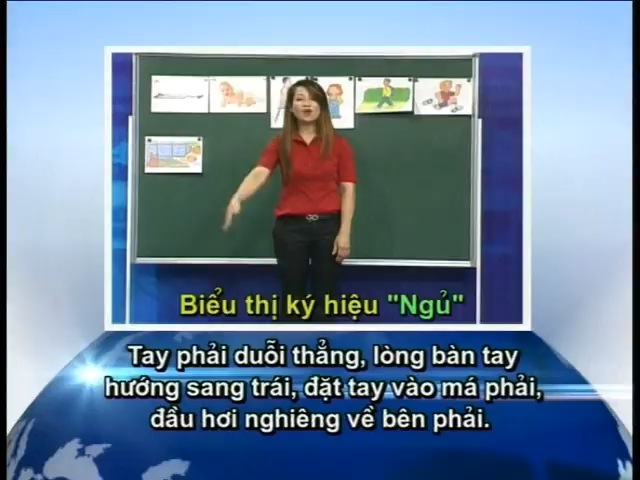 Biểu thị ký hiệu "Ngủ"
Tay phải duỗi thẳng, lòng bàn tay
hướng sang trái, đặt tay vào má phải,
đầu hơi nghiêng về bên phải.